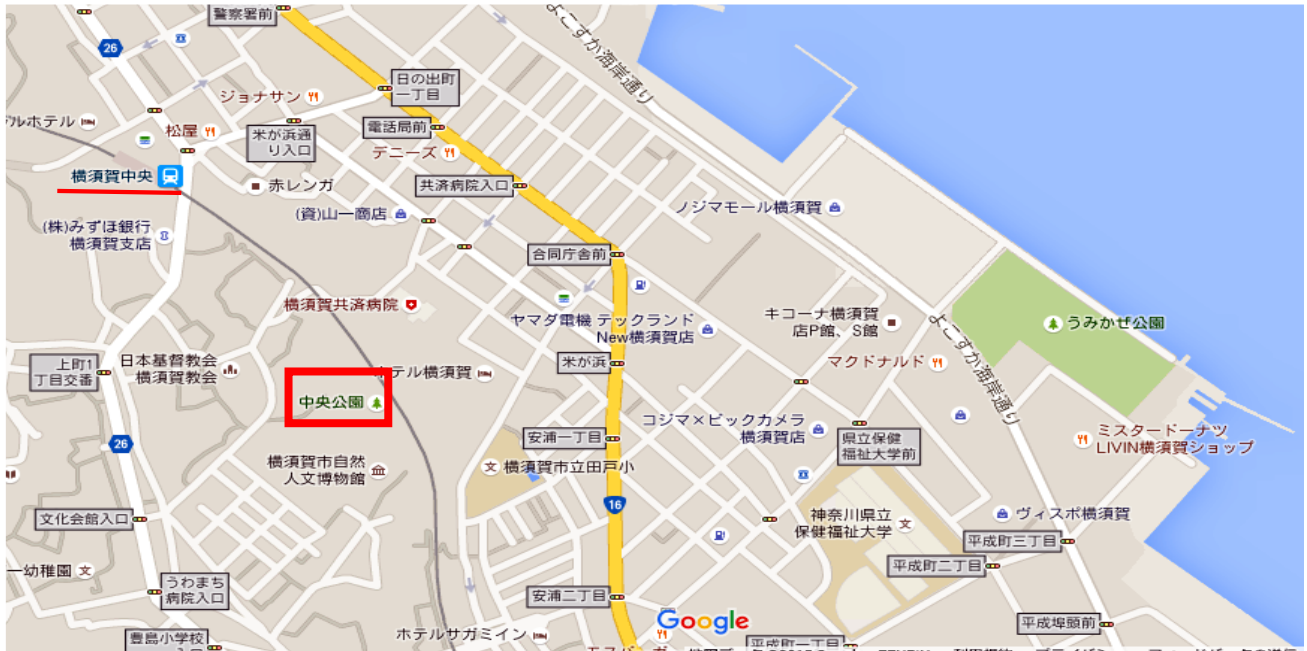 警察署前
26
よこすか海岸通り
日の出町
一丁目
ジョナサン
電話局前
松屋
米が浜通
り入口
デニーズ
横須賀中央
赤レンガ
共済病院入口
(資)山一商店
ノジマモール横須賀
(株)みずほ銀行
横須賀支店
合同庁舎前
横須賀共済病院
ヤマダ電機 テックランド
New横須賀店
キコーナ横須賀
店P館、S館
よこすか海岸通り
うみかぜ公園
上町1
丁目交番
日本基督教会
横須賀教会
テル横須賀
米が浜
マクドナルド
中央公園
コジマ×ビックカメラ
横須賀店
県立保健
福祉大学前
ミスタードーナツ
LIVIN横須賀ショップ
26
安浦一丁目
横須賀市自然
人文博物館
文 横須賀市立田戸小
16
文化会館入口
神奈川県立
保健福祉大学 文
ヴィスポ横須賀
平成町三丁目
平成町二丁目
一幼稚園 文
うわまち
病院入口
安浦二丁目
Google
平成埠頭前
豊島小学校
ホテルサガミイン
平成町一丁目